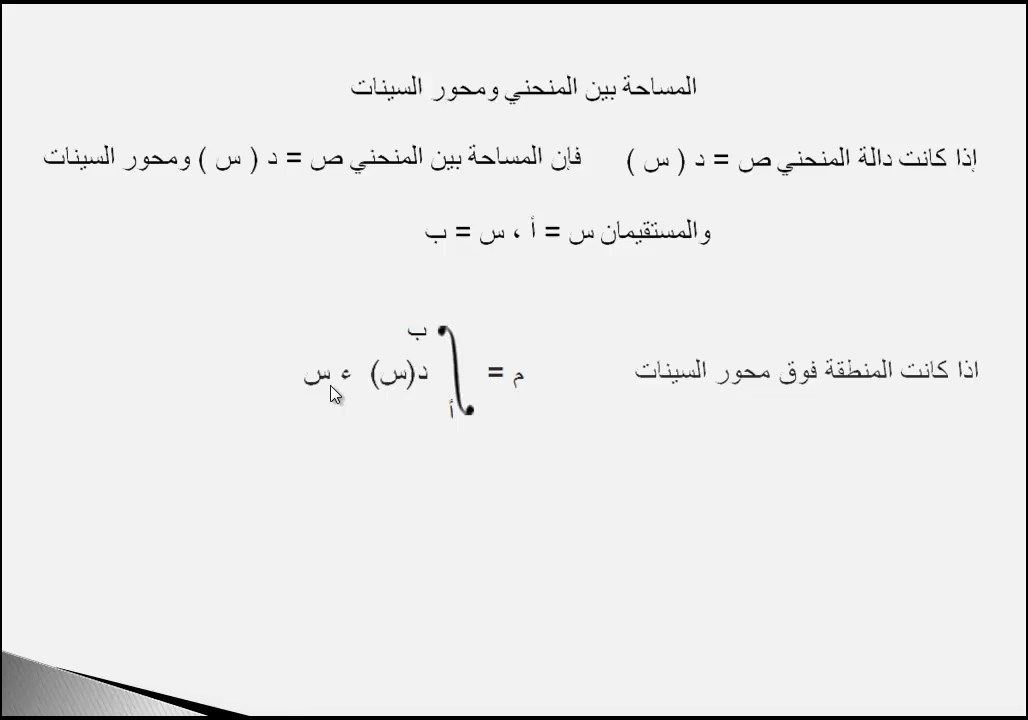 المساحة بين المنحني ومحور السينات
إذا كانت دالة المنحني ص = د ( س ) فإن المساحة بين المنحني ص = د ( س ) ومحور السينات
والمستقيمان س = أ ، س = ب
اذا كانت المنطقة فوق محور السينات م = ∫ أ ب د(س) ء س